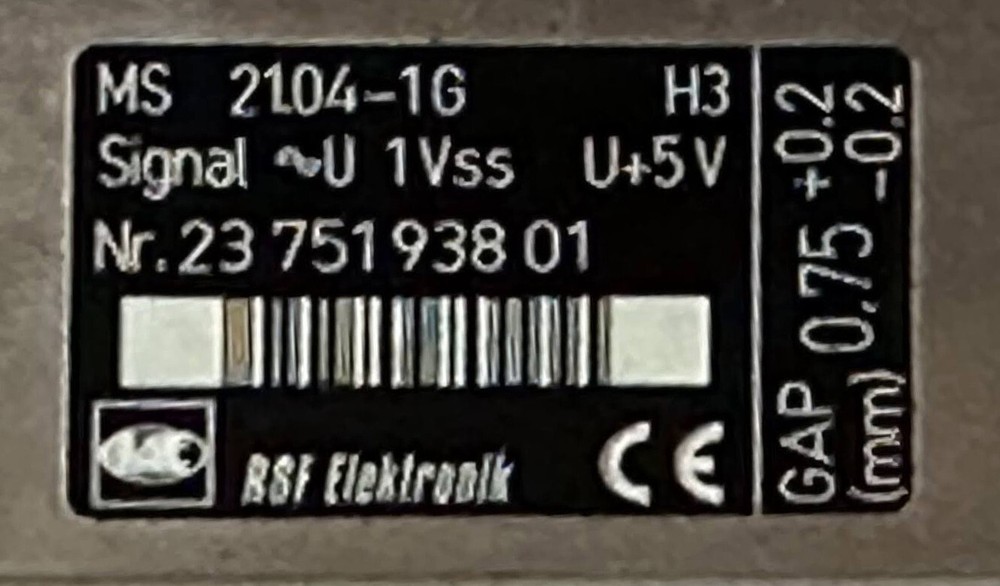 MS 21.04-1G H3
Signal ~U 1Vss U+5V
Nr. 23 751 938 01
RSF Elektronik CE
GAP 0.75 +0.2 -0.2
(mm)